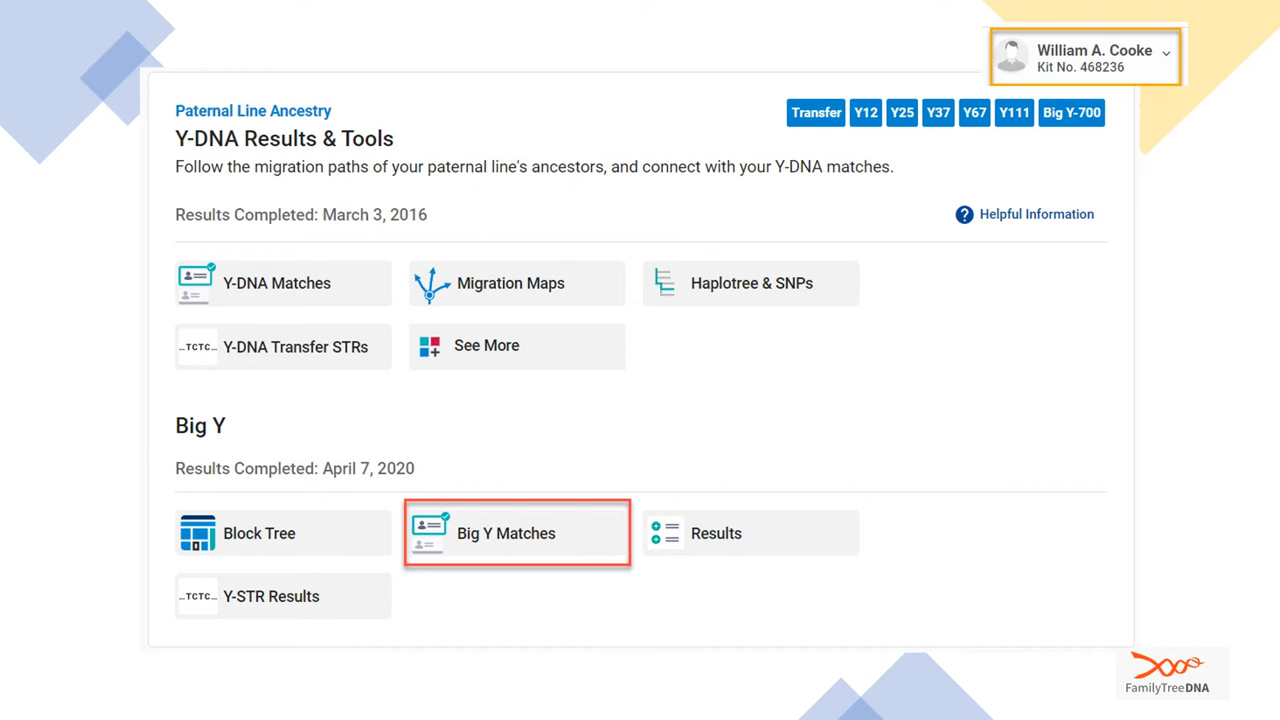 William A. Cooke
Kit No. 468236
Paternal Line Ancestry
Transfer Y12 Y25 Y37 Y67 Y111 Big Y-700
Y-DNA Results & Tools
Follow the migration paths of your paternal line's ancestors, and connect with your Y-DNA matches.
Results Completed: March 3, 2016
? Helpful Information
Y-DNA Matches
Migration Maps
Haplotree & SNPs
...TCTC... Y-DNA Transfer STRs
See More
Big Y
Results Completed: April 7, 2020
Block Tree
Big Y Matches
Results
...TCTC... Y-STR Results
FamilyTreeDNA